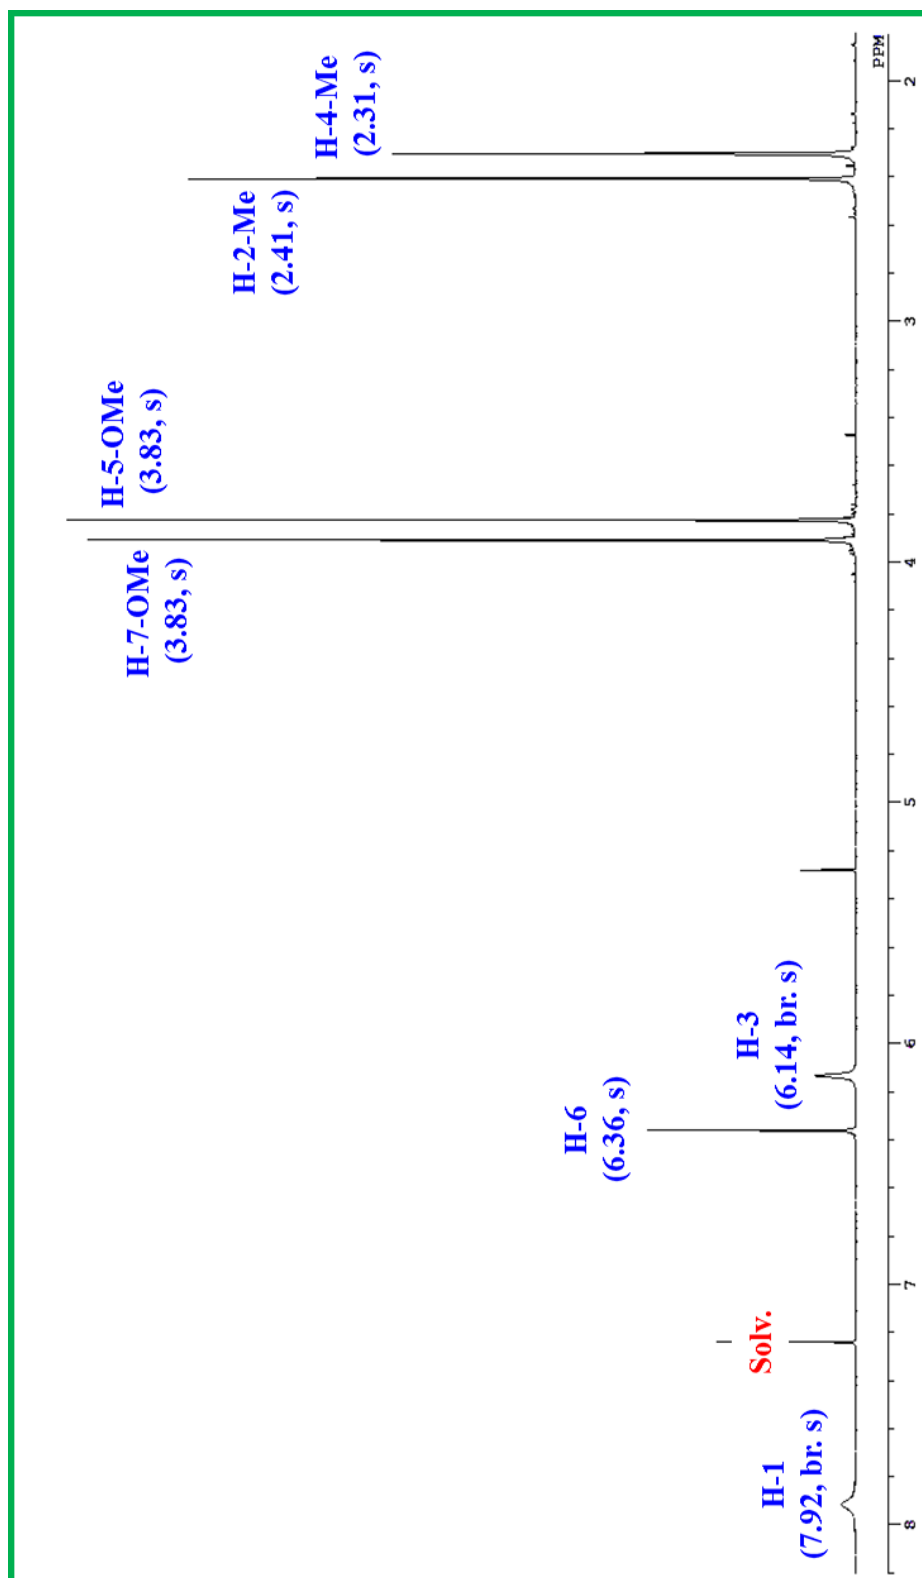 H-1
(7.92, br. s)
Solv.
H-6
(6.36, s)
H-3
(6.14, br. s)
H-7-OMe
(3.83, s)
H-5-OMe
(3.83, s)
H-2-Me
(2.41, s)
H-4-Me
(2.31, s)
8
7
6
5
4
3
2
PPM